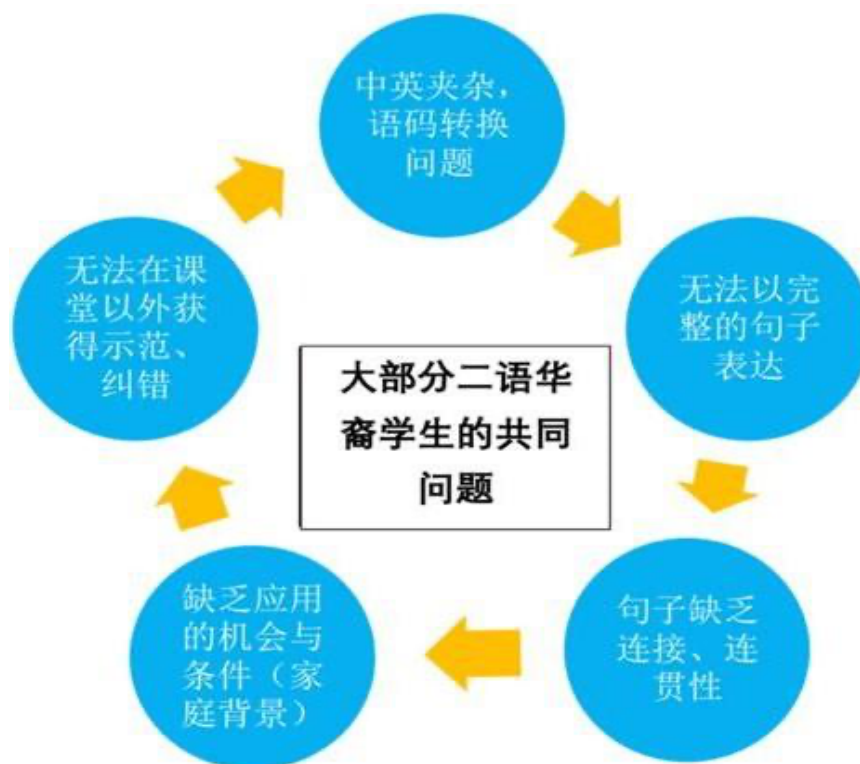 中英夹杂，
语码转换
问题
无法以完
整的句子
表达
句子缺乏
连接、连
贯性
缺乏应用
的机会与
条件（家
庭背景）
无法在课
堂以外获
得示范、
纠错
大部分二语华
裔学生的共同
问题